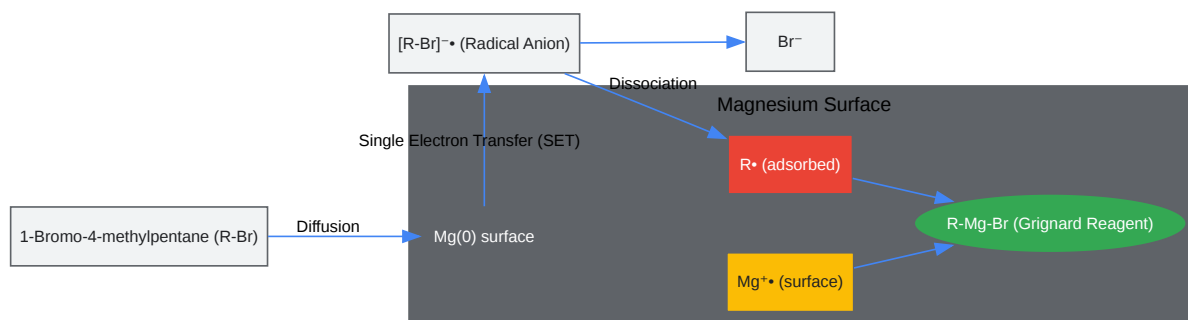 [R-Br]⁻• (Radical Anion)
Br⁻
Dissociation
Magnesium Surface
Single Electron Transfer (SET)
R• (adsorbed)
1-Bromo-4-methylpentane (R-Br)
Diffusion
Mg(0) surface
R-Mg-Br (Grignard Reagent)
Mg⁺• (surface)